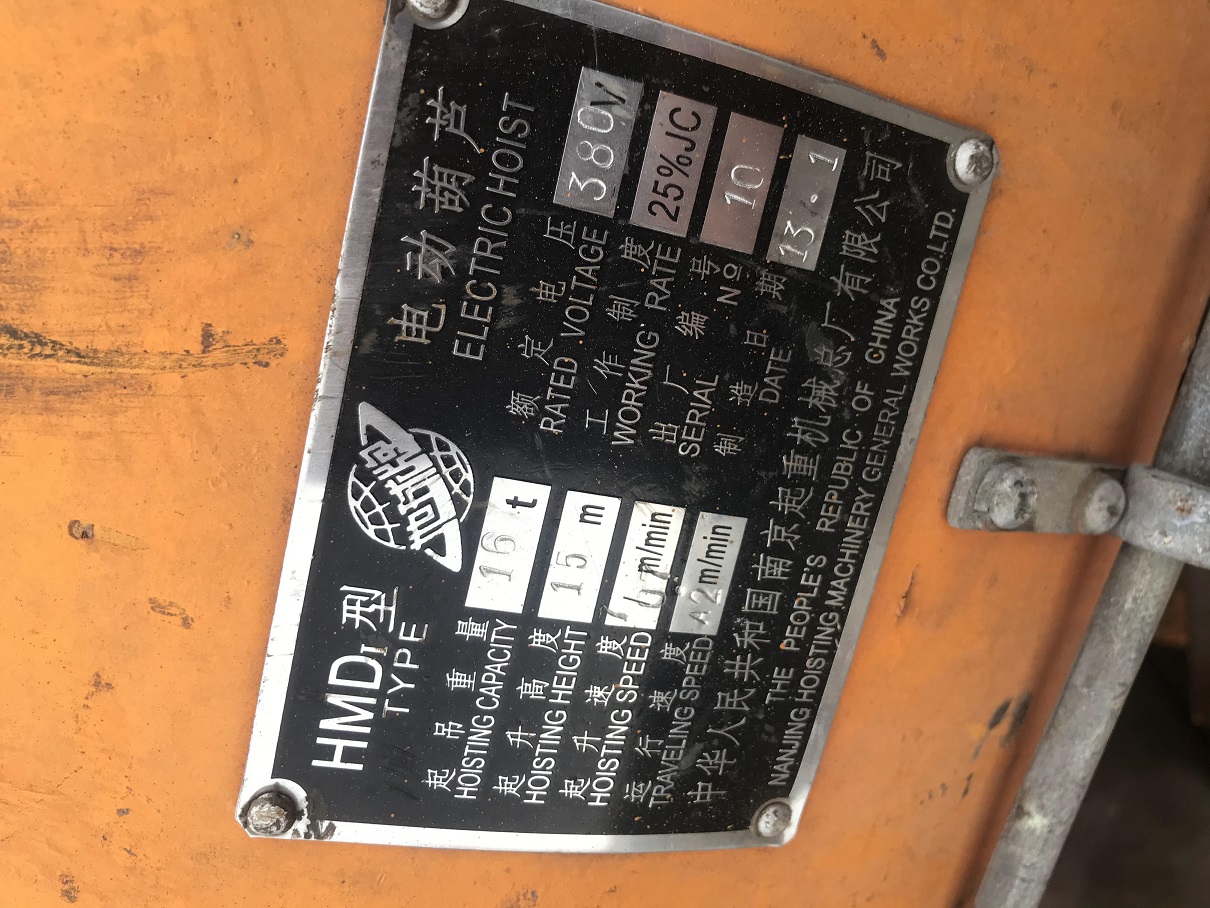 HMDI型
TYPE
电动葫芦
ELECTRIC HOIST
起吊重量
HOISTING CAPACITY
16 t
额定电压
RATED VOLTAGE
380V
起升高度
HOISTING HEIGHT
15 m
工作制度
WORKING RATE
25%JC
起升速度
HOISTING SPEED
m/min
出厂编号
SERIAL No
10
运行速度
TRAVELING SPEED
m/min
制造日期
DATE
13.1
中华人民共和国南京起重机械总厂有限公司
THE PEOPLE'S REPUBLIC OF CHINA
NANJING HOISTING MACHINERY GENERAL WORKS CO.LTD.